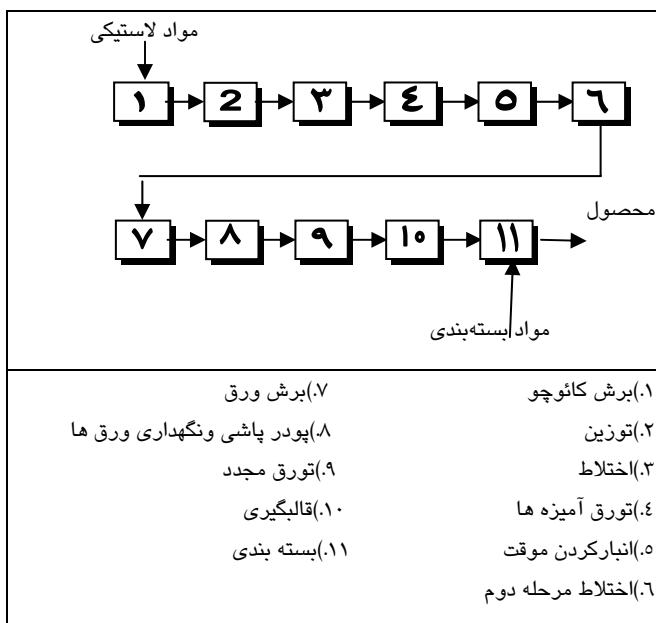 مواد لاستیکی
۱ 2 ۳ ٤ ٥ ٦
محصول
۷ ۸ ۹ ۱۰ ۱۱
مواد بسته‌بندی
۱.)برش کائوچو
۲.)توزین
۳.)اختلاط
٤.)تورق آمیزه ها
٥.)انبارکردن موقت
٦.)اختلاط مرحله دوم
۷.)برش ورق
۸.)پودر پاشی ونگهداری ورق ها
۹.)تورق مجدد
۱۰.)قالبگیری
۱۱.)بسته بندی